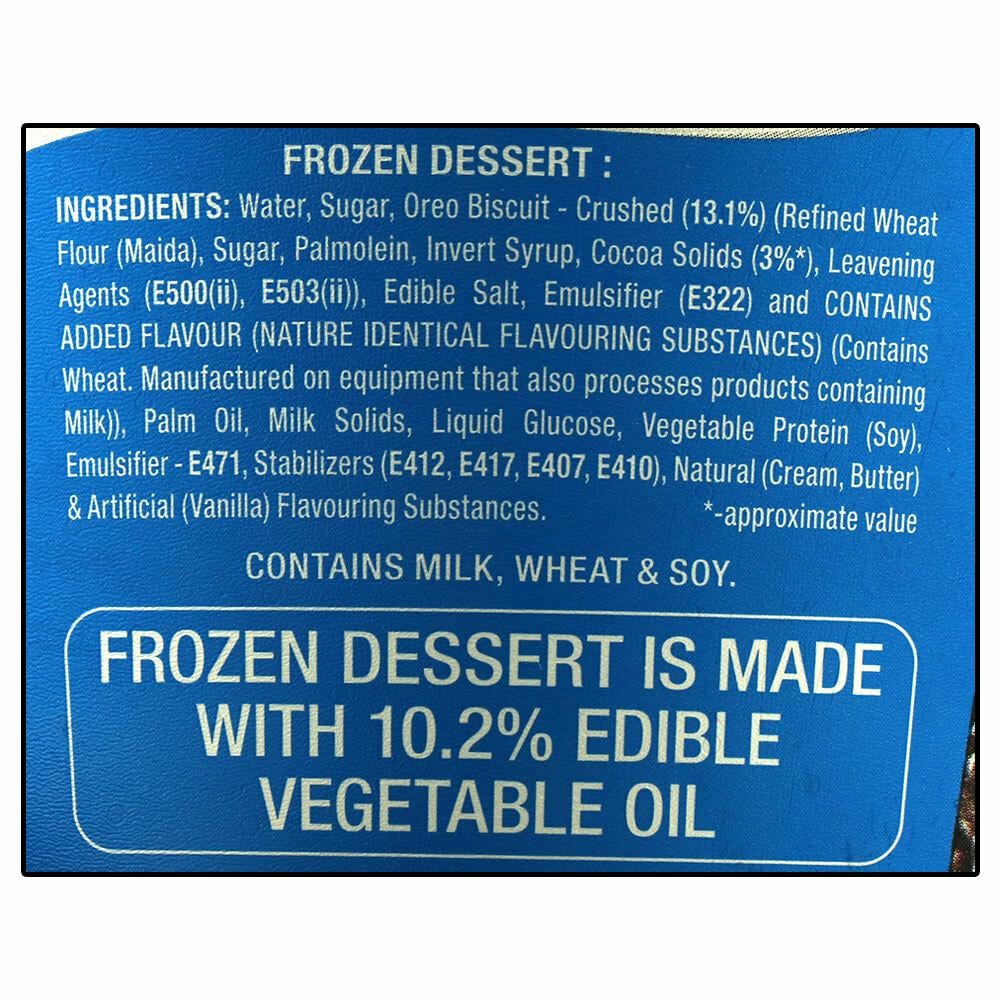 FROZEN DESSERT :
INGREDIENTS: Water, Sugar, Oreo Biscuit - Crushed (13.1%) (Refined Wheat
Flour (Maida), Sugar, Palmolein, Invert Syrup, Cocoa Solids (3%*), Leavening
Agents (E500(ii), E503(ii)), Edible Salt, Emulsifier (E322) and CONTAINS
ADDED FLAVOUR (NATURE IDENTICAL FLAVOURING SUBSTANCES) (Contains
Wheat. Manufactured on equipment that also processes products containing
Milk)), Palm Oil, Milk Solids, Liquid Glucose, Vegetable Protein (Soy),
Emulsifier - E471, Stabilizers (E412, E417, E407, E410), Natural (Cream, Butter)
& Artificial (Vanilla) Flavouring Substances. *-approximate value
CONTAINS MILK, WHEAT & SOY.
FROZEN DESSERT IS MADE
WITH 10.2% EDIBLE
VEGETABLE OIL